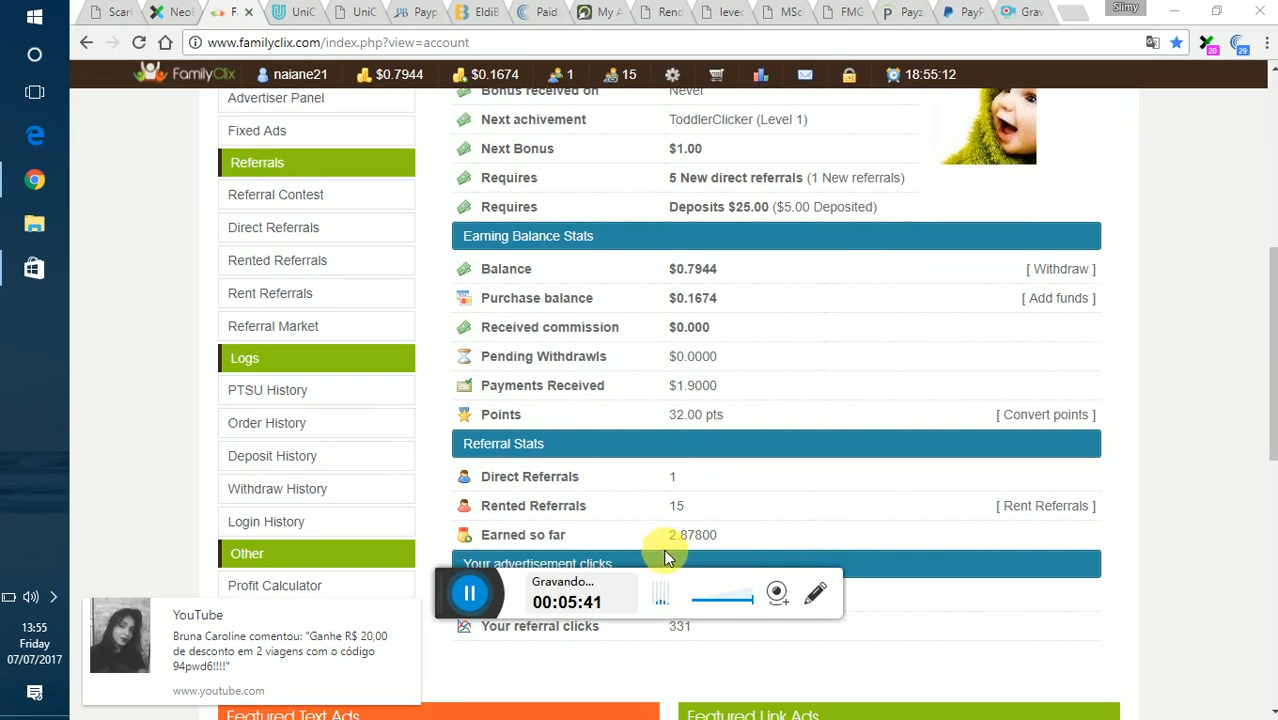 Scark
NeoB
F
UniC
UniC
Payp
EldiB
Paid
My A
Reno
level
MSci
FMG
Payz
PayP
Grav
Slimy
www.familyclix.com/index.php?view=account
20
29
FamilyClix
naiane21
$0.7944
$0.1674
1
15
18:55:12
Advertiser Panel
Fixed Ads
Referrals
Referral Contest
Direct Referrals
Rented Referrals
Rent Referrals
Referral Market
Logs
PTSU History
Order History
Deposit History
Withdraw History
Login History
Other
Profit Calculator
Bonus received on Never
Next achivement ToddlerClicker (Level 1)
Next Bonus $1.00
Requires 5 New direct referrals (1 New referrals)
Requires Deposits $25.00 ($5.00 Deposited)
Earning Balance Stats
Balance $0.7944 [ Withdraw ]
Purchase balance $0.1674 [ Add funds ]
Received commission $0.000
Pending Withdrawls $0.0000
Payments Received $1.9000
Points 32.00 pts [ Convert points ]
Referral Stats
Direct Referrals 1
Rented Referrals 15 [ Rent Referrals ]
Earned so far 2.87800
Your advertisement clicks
Gravando...
00:05:41
Your referral clicks 331
Featured Text Ads
Featured Link Ads
YouTube
Bruna Caroline comentou: "Ganhe R$ 20,00
de desconto em 2 viagens com o código
94pwd6!!!!"
www.youtube.com
13:55
Friday
07/07/2017